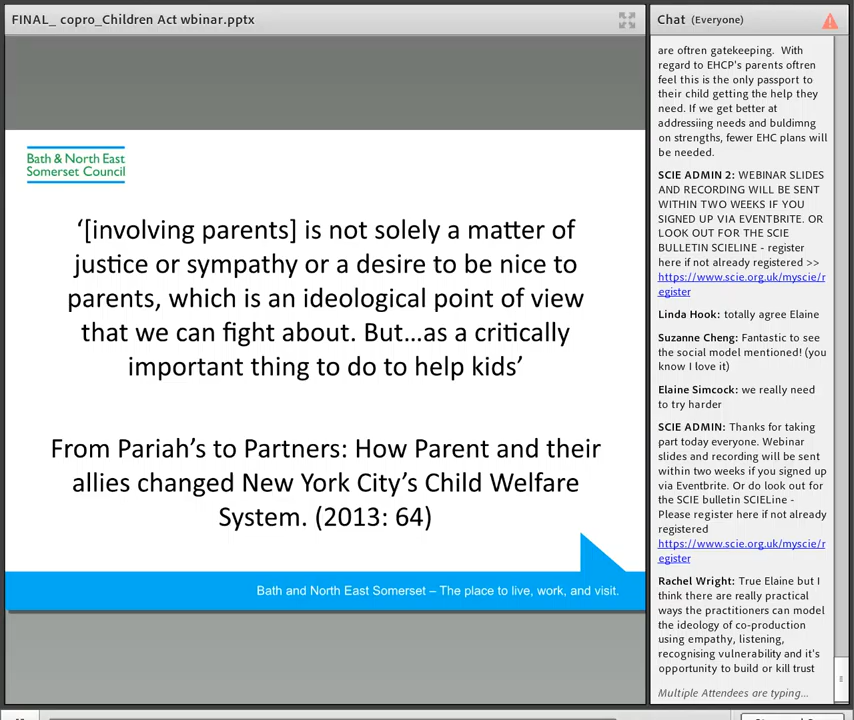 FINAL_ copro_Children Act wbinar.pptx
Bath & North East
Somerset Council
‘[involving parents] is not solely a matter of
justice or sympathy or a desire to be nice to
parents, which is an ideological point of view
that we can fight about. But...as a critically
important thing to do to help kids’
From Pariah’s to Partners: How Parent and their
allies changed New York City’s Child Welfare
System. (2013: 64)
Bath and North East Somerset – The place to live, work, and visit.
Chat (Everyone)
are oftren gatekeeping. With
regard to EHCP's parents oftren
feel this is the only passport to
their child getting the help they
need. If we get better at
addressiing needs and buldimng
on strengths, fewer EHC plans will
be needed.
SCIE ADMIN 2: WEBINAR SLIDES
AND RECORDING WILL BE SENT
WITHIN TWO WEEKS IF YOU
SIGNED UP VIA EVENTBRITE. OR
LOOK OUT FOR THE SCIE
BULLETIN SCIELINE - register
here if not already registered >>
https://www.scie.org.uk/myscie/r
egister
Linda Hook: totally agree Elaine
Suzanne Cheng: Fantastic to see
the social model mentioned! (you
know I love it)
Elaine Simcock: we really need
to try harder
SCIE ADMIN: Thanks for taking
part today everyone. Webinar
slides and recording will be sent
within two weeks if you signed up
via Eventbrite. Or do look out for
the SCIE bulletin SCIELine -
Please register here if not already
registered
https://www.scie.org.uk/myscie/r
egister
Rachel Wright: True Elaine but I
think there are really practical
ways the practitioners can model
the ideology of co-production
using empathy, listening,
recognising vulnerability and it's
opportunity to build or kill trust
Multiple Attendees are typing...